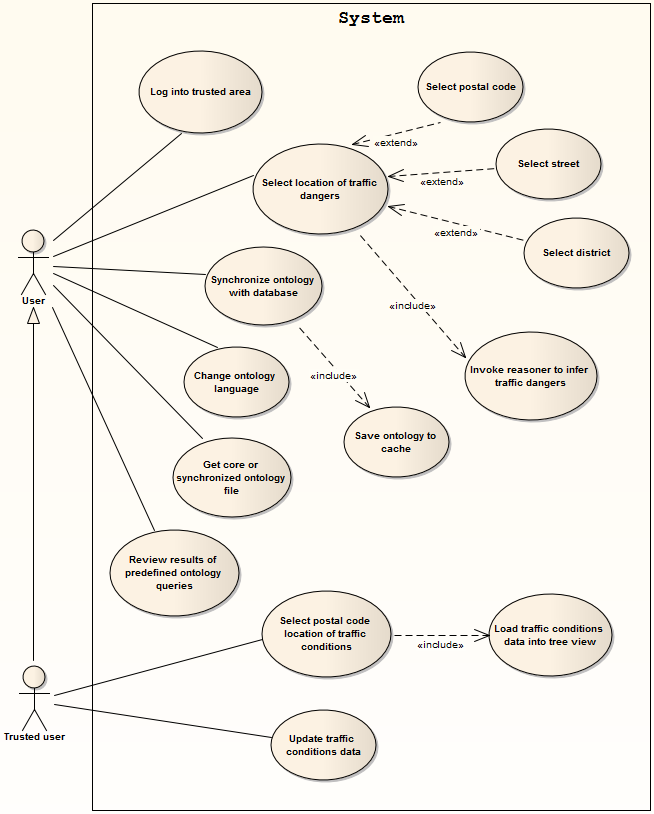 System
Log into trusted area
Select postal code
«extend»
Select location of traffic
dangers
Select street
«extend»
Select district
«extend»
User
Synchronize ontology
with database
«include»
Invoke reasoner to infer
traffic dangers
Change ontology
language
«include»
Save ontology to
cache
Get core or
synchronized ontology
file
Review results of
predefined ontology
queries
Select postal code
location of traffic
conditions
«include»
Load traffic conditions
data into tree view
Trusted user
Update traffic
conditions data